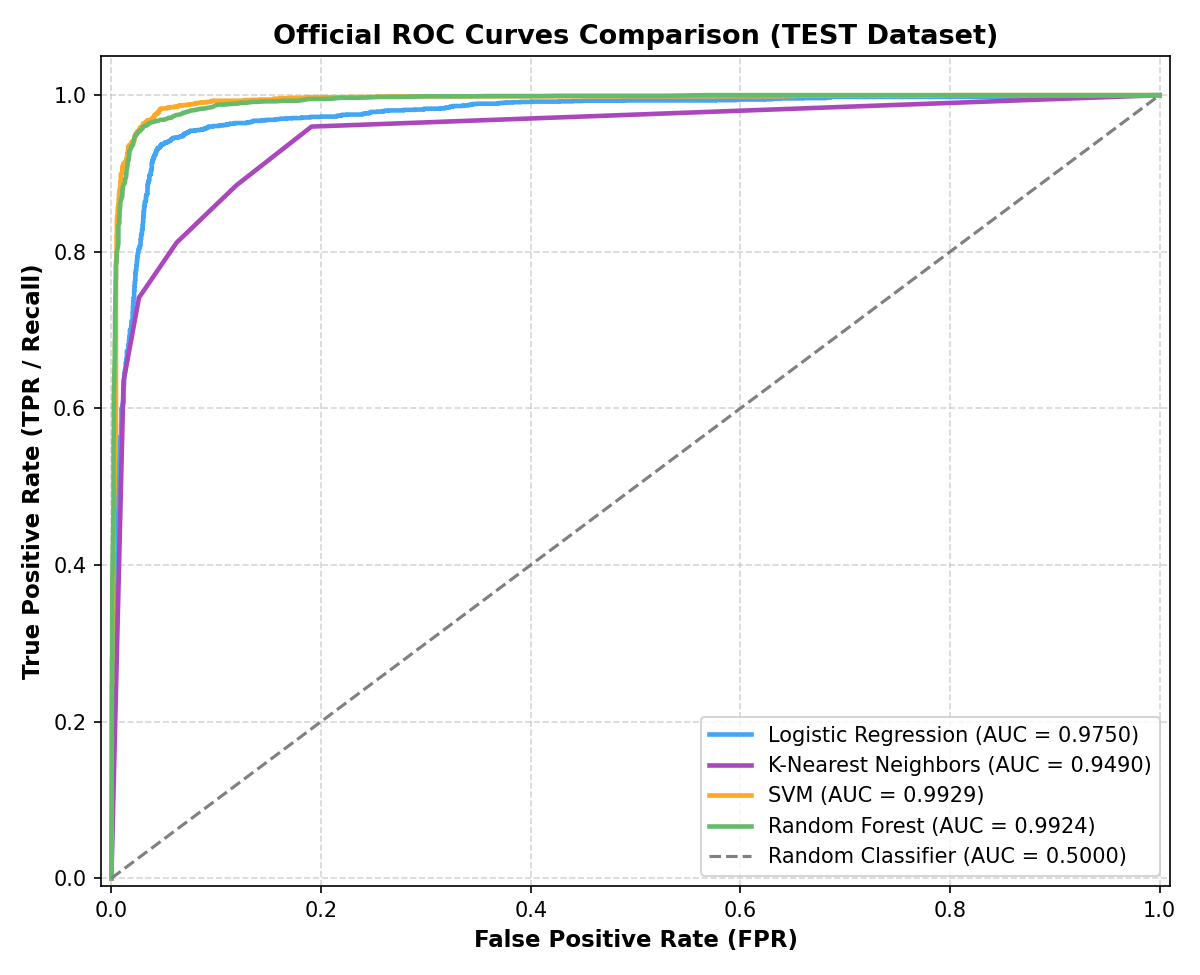 Official ROC Curves Comparison (TEST Dataset)
True Positive Rate (TPR / Recall)
1.0
0.8
0.6
0.4
0.2
0.0
Logistic Regression (AUC = 0.9750)
K-Nearest Neighbors (AUC = 0.9490)
SVM (AUC = 0.9929)
Random Forest (AUC = 0.9924)
Random Classifier (AUC = 0.5000)
0.0 0.2 0.4 0.6 0.8 1.0
False Positive Rate (FPR)